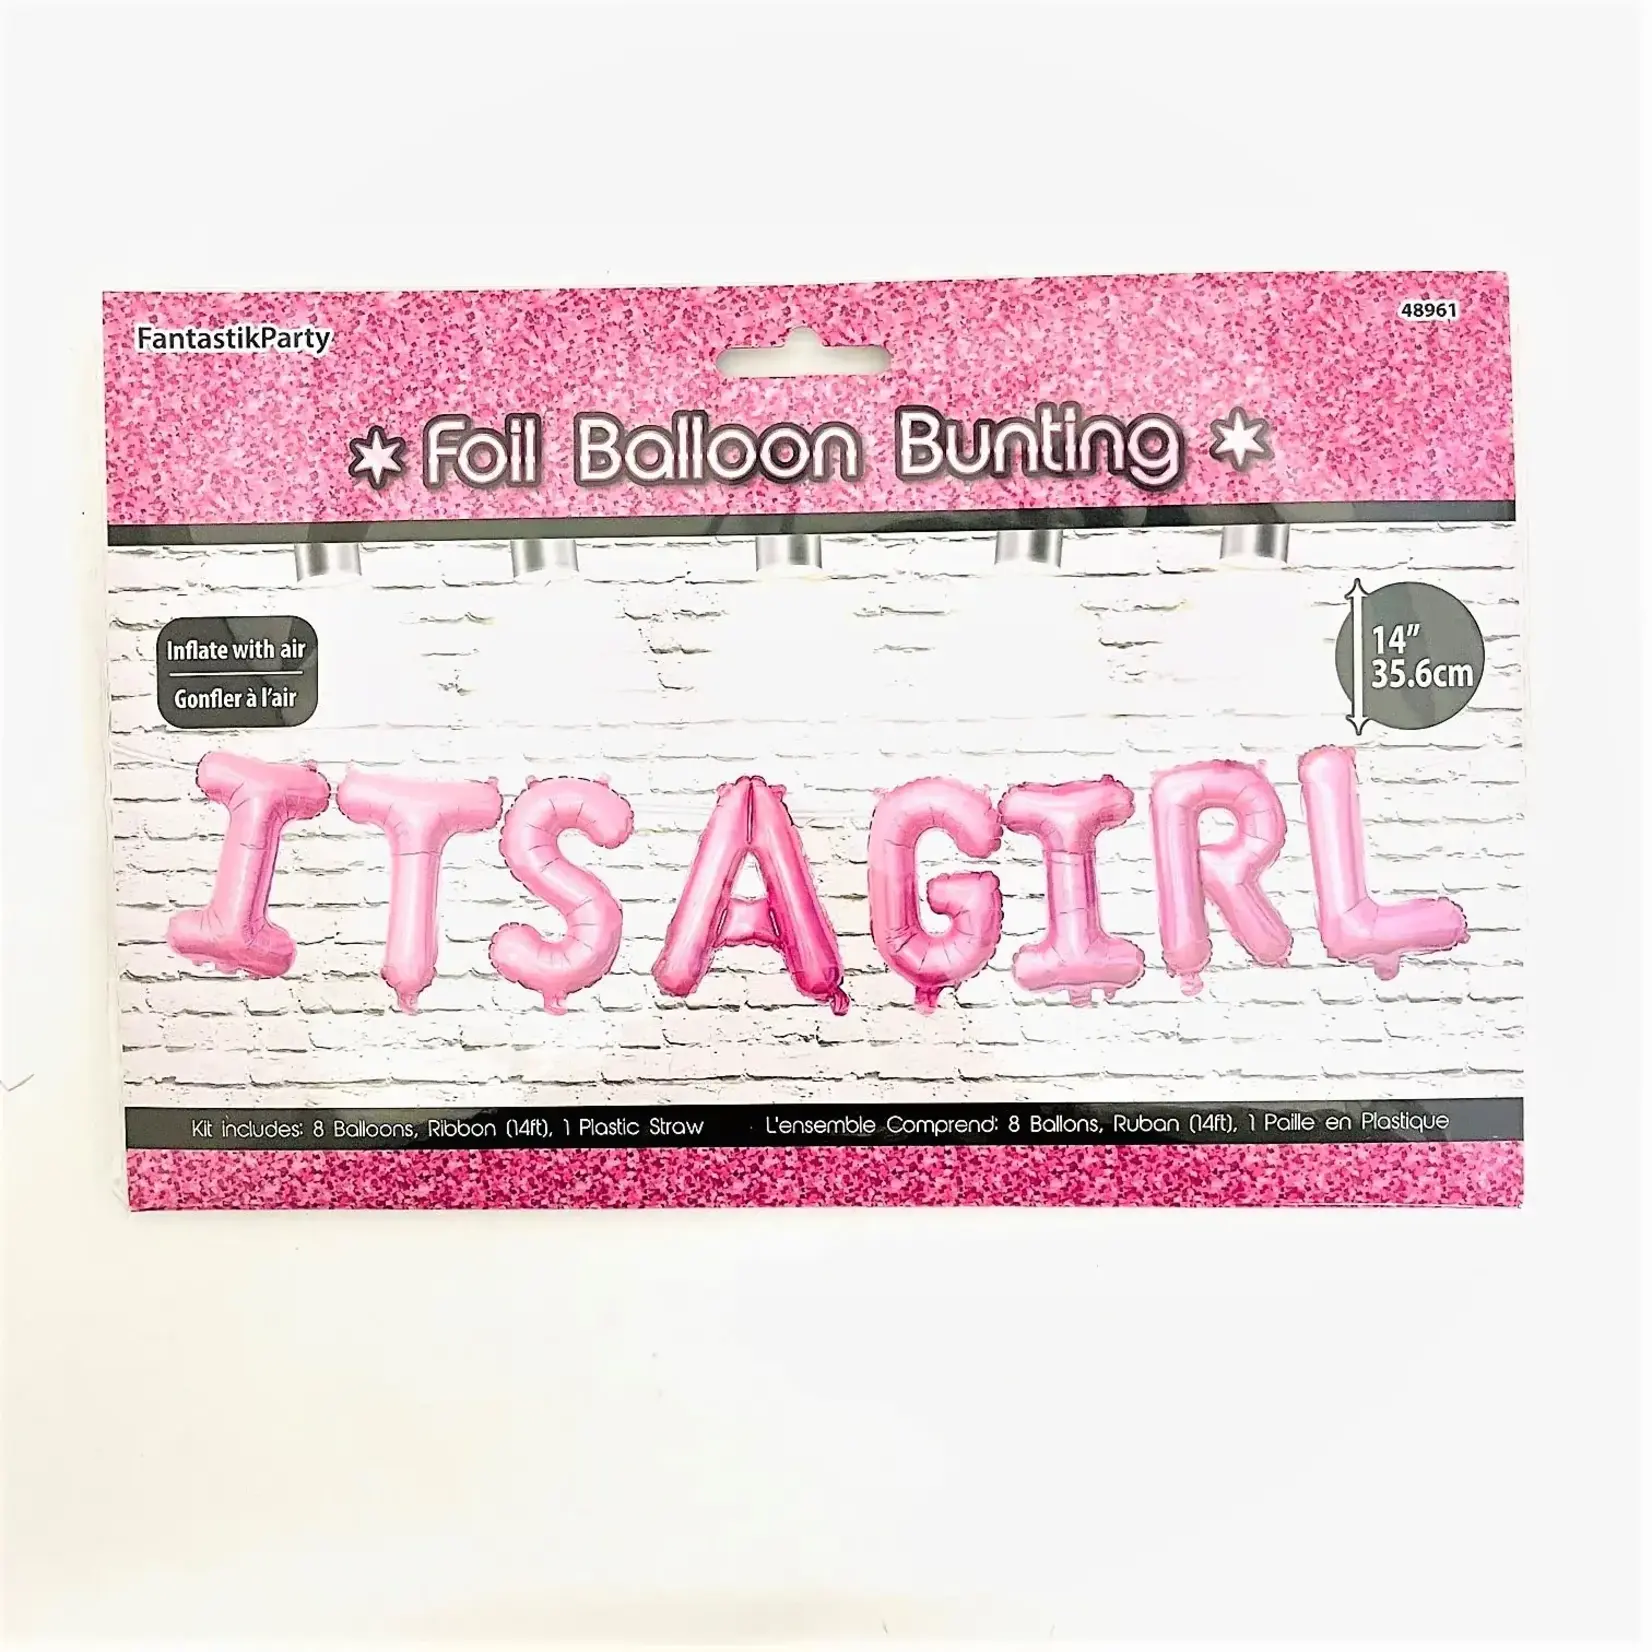 FantastikParty
48961
Foil Balloon Bunting
Inflate with air
Gonfler à l'air
14"
35.6cm
ITSAGIRL
Kit includes: 8 Balloons, Ribbon (14ft), 1 Plastic Straw
L'ensemble Comprend: 8 Ballons, Ruban (14ft), 1 Paille en Plastique